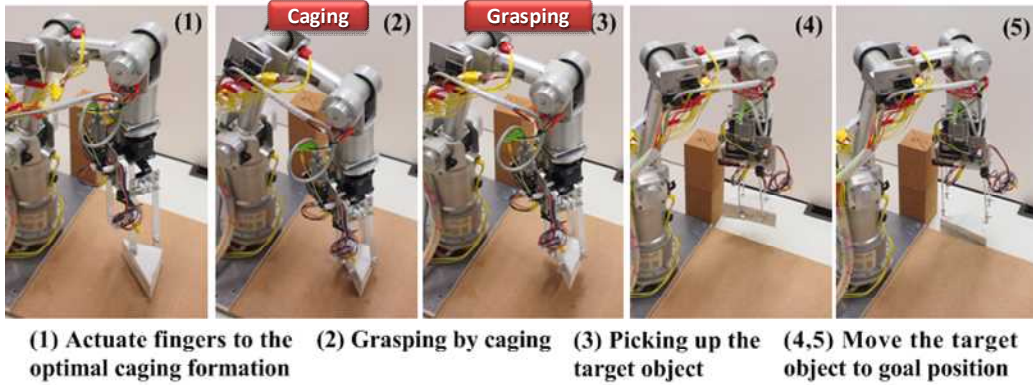 Caging
Grasping
(1)
(2)
(3)
(4)
(5)
(1) Actuate fingers to the
optimal caging formation
(2) Grasping by caging
(3) Picking up the
target object
(4,5) Move the target
object to goal position